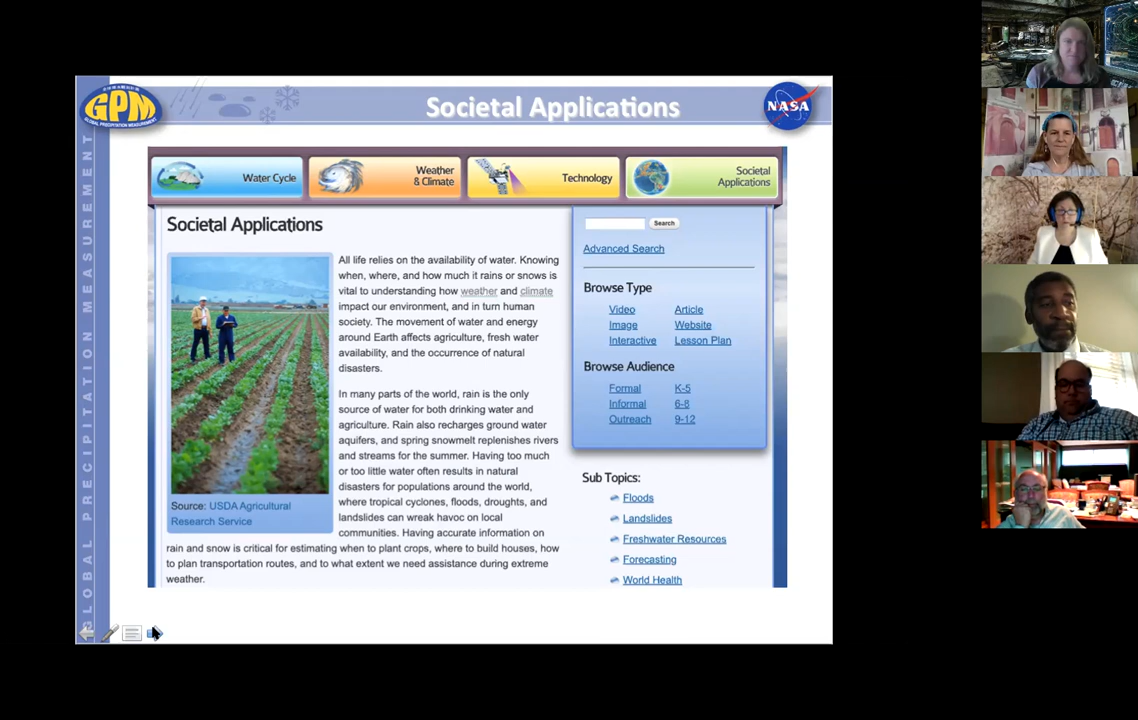 GPM
GLOBAL PRECIPITATION MEASUREMENT
Societal Applications
NASA
GLOBAL PRECIPITATION MEASUREMENT
Water Cycle
Weather
& Climate
Technology
Societal
Applications
Societal Applications
All life relies on the availability of water. Knowing
when, where, and how much it rains or snows is
vital to understanding how weather and climate
impact our environment, and in turn human
society. The movement of water and energy
around Earth affects agriculture, fresh water
availability, and the occurrence of natural
disasters.
In many parts of the world, rain is the only
source of water for both drinking water and
agriculture. Rain also recharges ground water
aquifers, and spring snowmelt replenishes rivers
and streams for the summer. Having too much
or too little water often results in natural
disasters for populations around the world,
where tropical cyclones, floods, droughts, and
landslides can wreak havoc on local
communities. Having accurate information on
rain and snow is critical for estimating when to plant crops, where to build houses, how
to plan transportation routes, and to what extent we need assistance during extreme
weather.
Source: USDA Agricultural
Research Service
Search
Advanced Search
Browse Type
Video Article
Image Website
Interactive Lesson Plan
Browse Audience
Formal K-5
Informal 6-8
Outreach 9-12
Sub Topics:
Floods
Landslides
Freshwater Resources
Forecasting
World Health